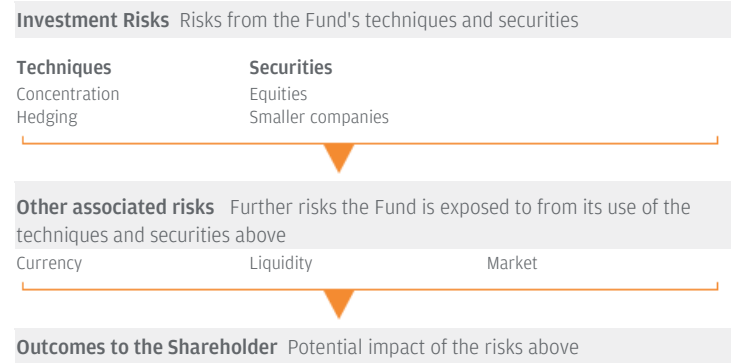 Investment Risks Risks from the Fund's techniques and securities
Techniques Securities
Concentration Equities
Hedging Smaller companies
Other associated risks Further risks the Fund is exposed to from its use of the
techniques and securities above
Currency Liquidity Market
Outcomes to the Shareholder Potential impact of the risks above